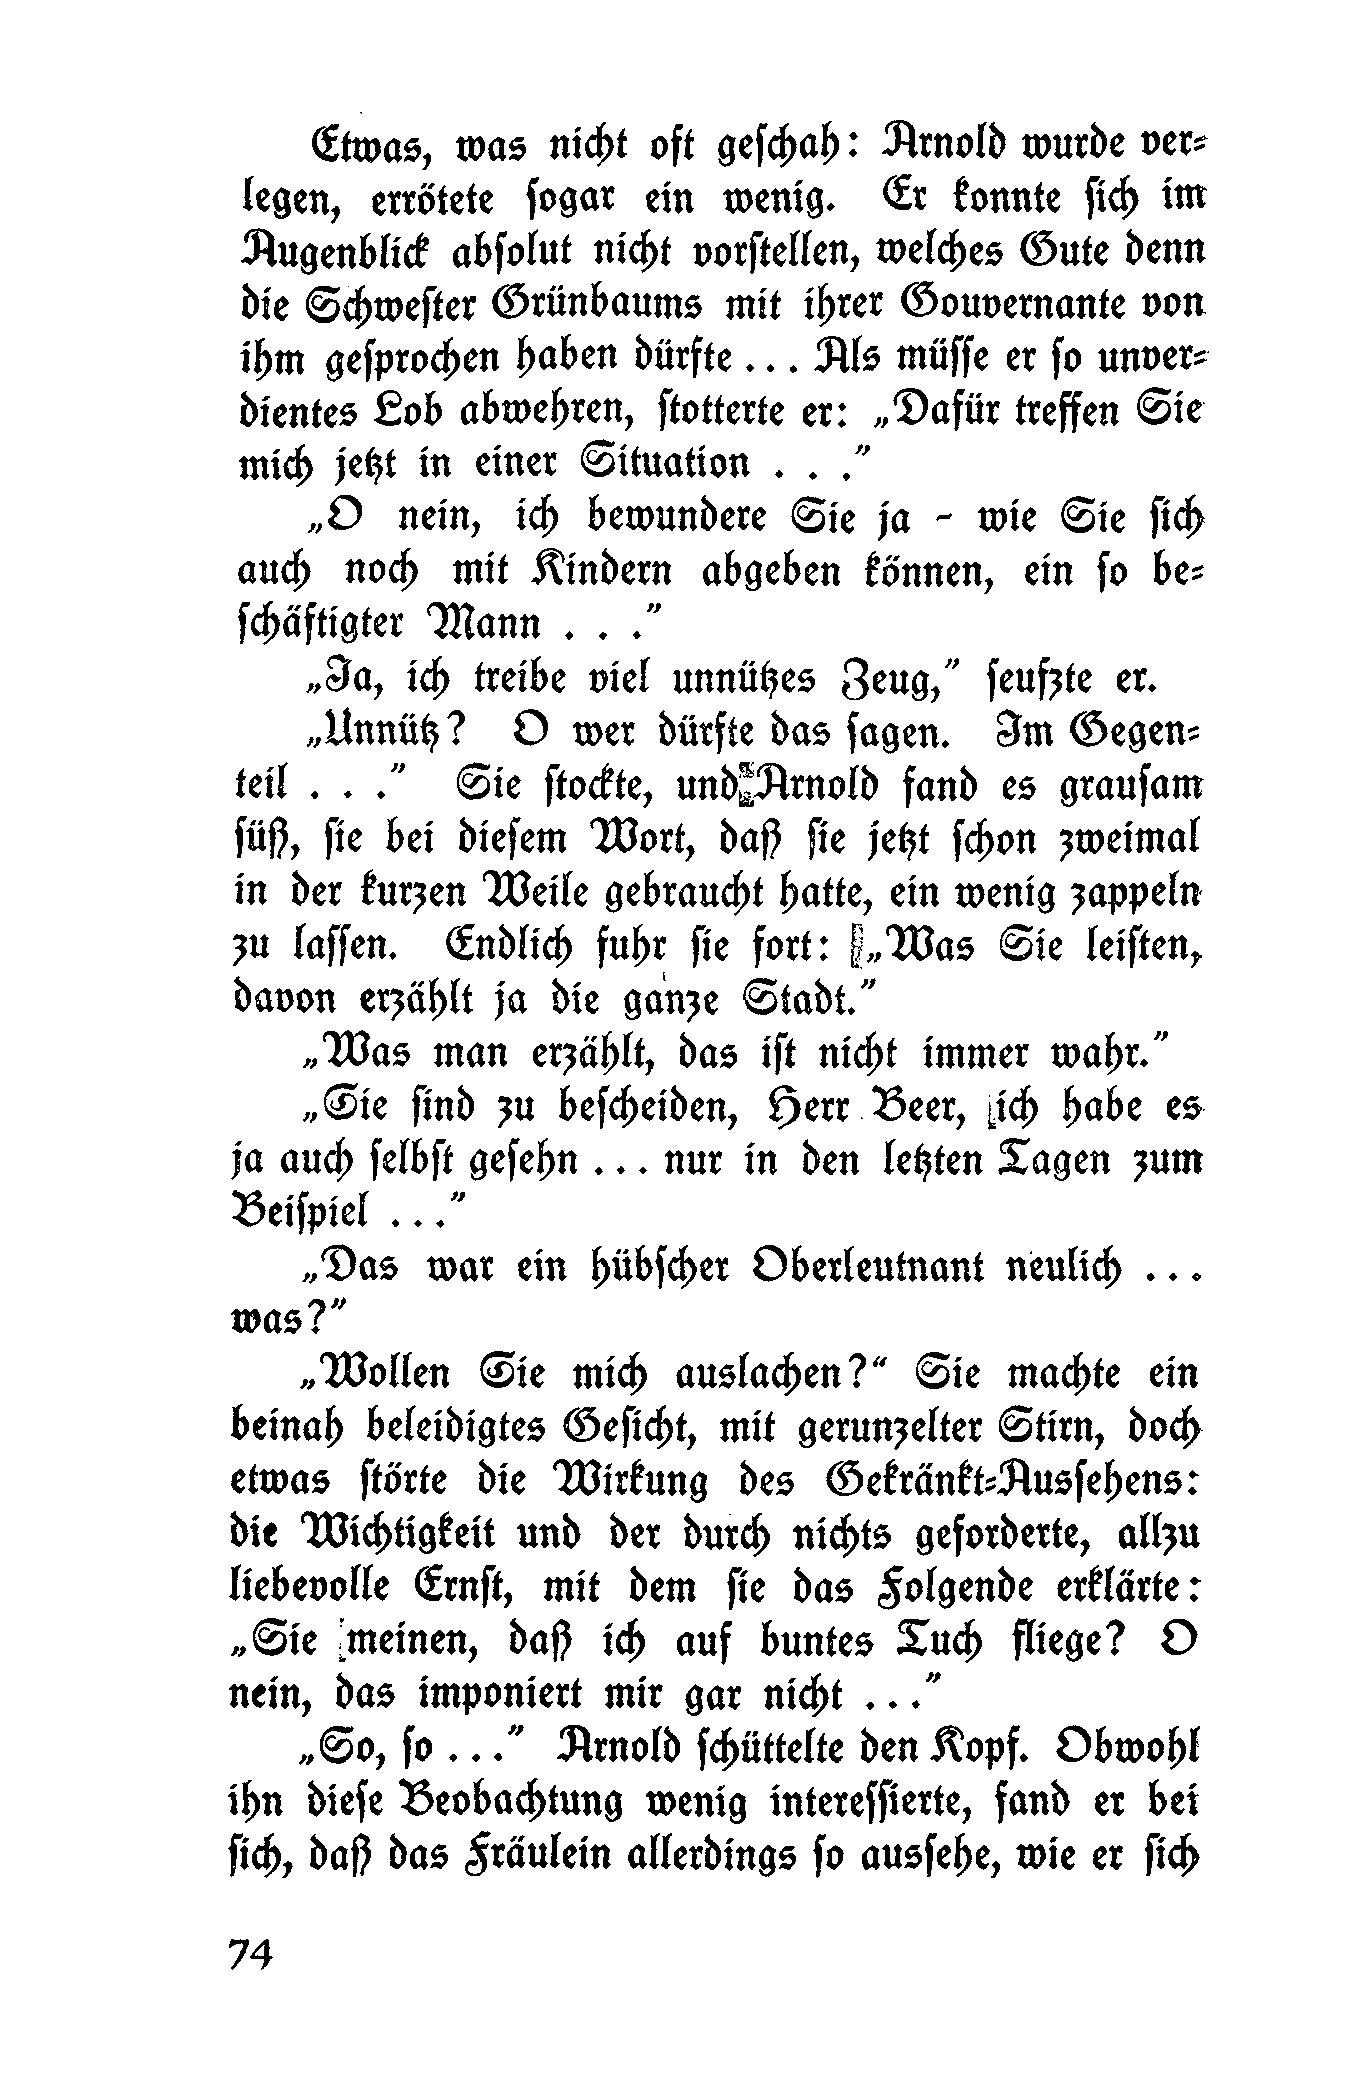 Etwas, was nicht oft geschah: Arnold wurde ver-
legen, errötete sogar ein wenig. Er konnte sich im
Augenblick absolut nicht vorstellen, welches Gute denn
die Schwester Grünbaums mit ihrer Gouvernante von
ihm gesprochen haben dürfte ... Als müsse er so unver-
dientes Lob abwehren, stotterte er: „Dafür treffen Sie
mich jetzt in einer Situation . . .”
„O nein, ich bewundere Sie ja - wie Sie sich
auch noch mit Kindern abgeben können, ein so be-
schäftigter Mann . . .”
„Ja, ich treibe viel unnützes Zeug,” seufzte er.
„Unnütz? O wer dürfte das sagen. Im Gegen-
teil . . .” Sie stockte, und Arnold fand es grausam
süß, sie bei diesem Wort, daß sie jetzt schon zweimal
in der kurzen Weile gebraucht hatte, ein wenig zappeln
zu lassen. Endlich fuhr sie fort: „Was Sie leisten,
davon erzählt ja die ganze Stadt.”
„Was man erzählt, das ist nicht immer wahr.”
„Sie sind zu bescheiden, Herr Beer, ich habe es
ja auch selbst gesehn ... nur in den letzten Tagen zum
Beispiel ...”
„Das war ein hübscher Oberleutnant neulich ...
was?”
„Wollen Sie mich auslachen?“ Sie machte ein
beinah beleidigtes Gesicht, mit gerunzelter Stirn, doch
etwas störte die Wirkung des Gekränkt-Aussehens:
die Wichtigkeit und der durch nichts geforderte, allzu
liebevolle Ernst, mit dem sie das Folgende erklärte:
„Sie meinen, daß ich auf buntes Tuch fliege? O
nein, das imponiert mir gar nicht ...”
„So, so ...” Arnold schüttelte den Kopf. Obwohl
ihn diese Beobachtung wenig interessierte, fand er bei
sich, daß das Fräulein allerdings so aussehe, wie er sich
74